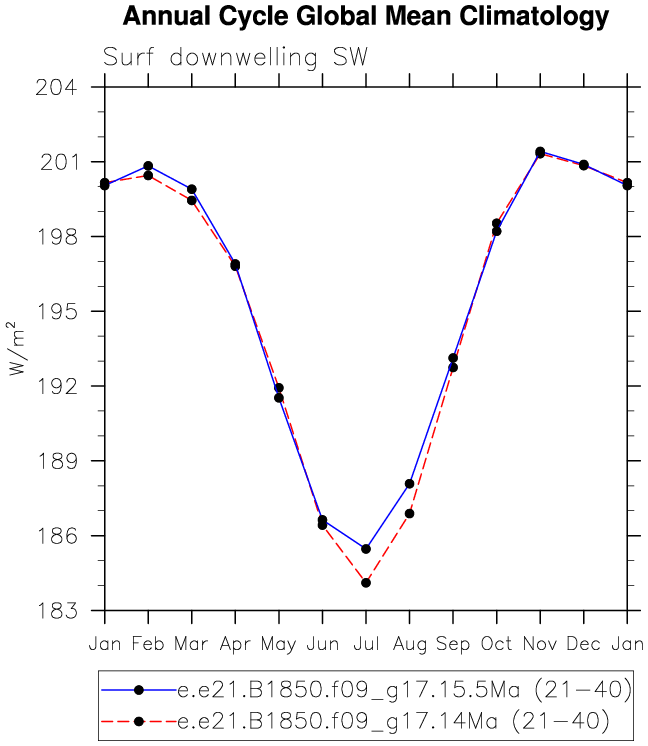 Annual Cycle Global Mean Climatology
Surf downwelling SW
204
201
198
195
192
189
186
183
W/m²
Jan Feb Mar Apr May Jun Jul Aug Sep Oct Nov Dec Jan
e.e21.B1850.f09_g17.15.5Ma (21-40)
e.e21.B1850.f09_g17.14Ma (21-40)